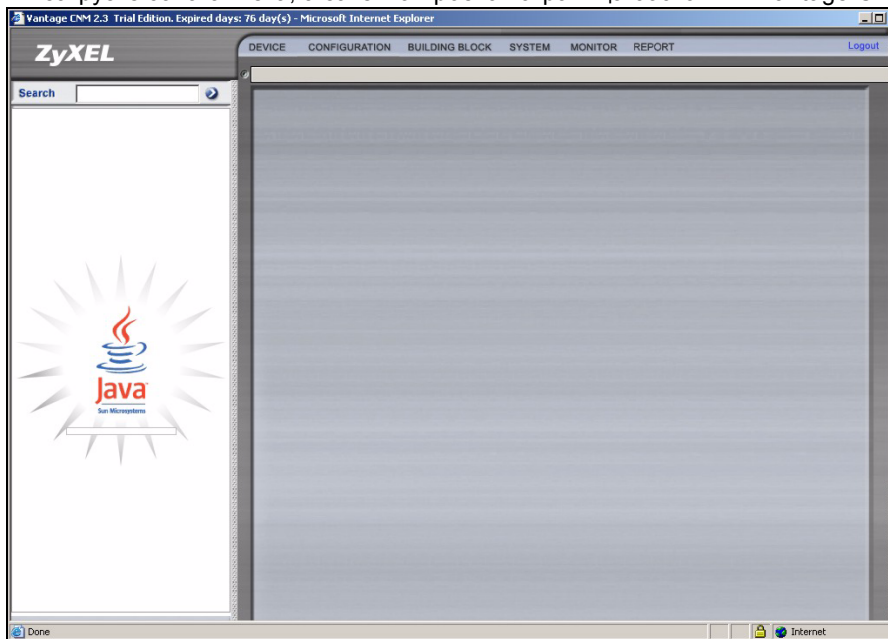 Vantage CNM 2.3 Trial Edition. Expired days: 76 day(s) - Microsoft Internet Explorer
ZyXEL
DEVICE CONFIGURATION BUILDING BLOCK SYSTEM MONITOR REPORT Logout
Search
Java
Sun Microsystems
Done Internet